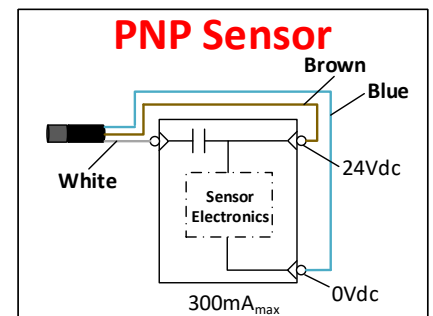 PNP Sensor
Brown
Blue
White
24Vdc
Sensor
Electronics
0Vdc
300mAmax